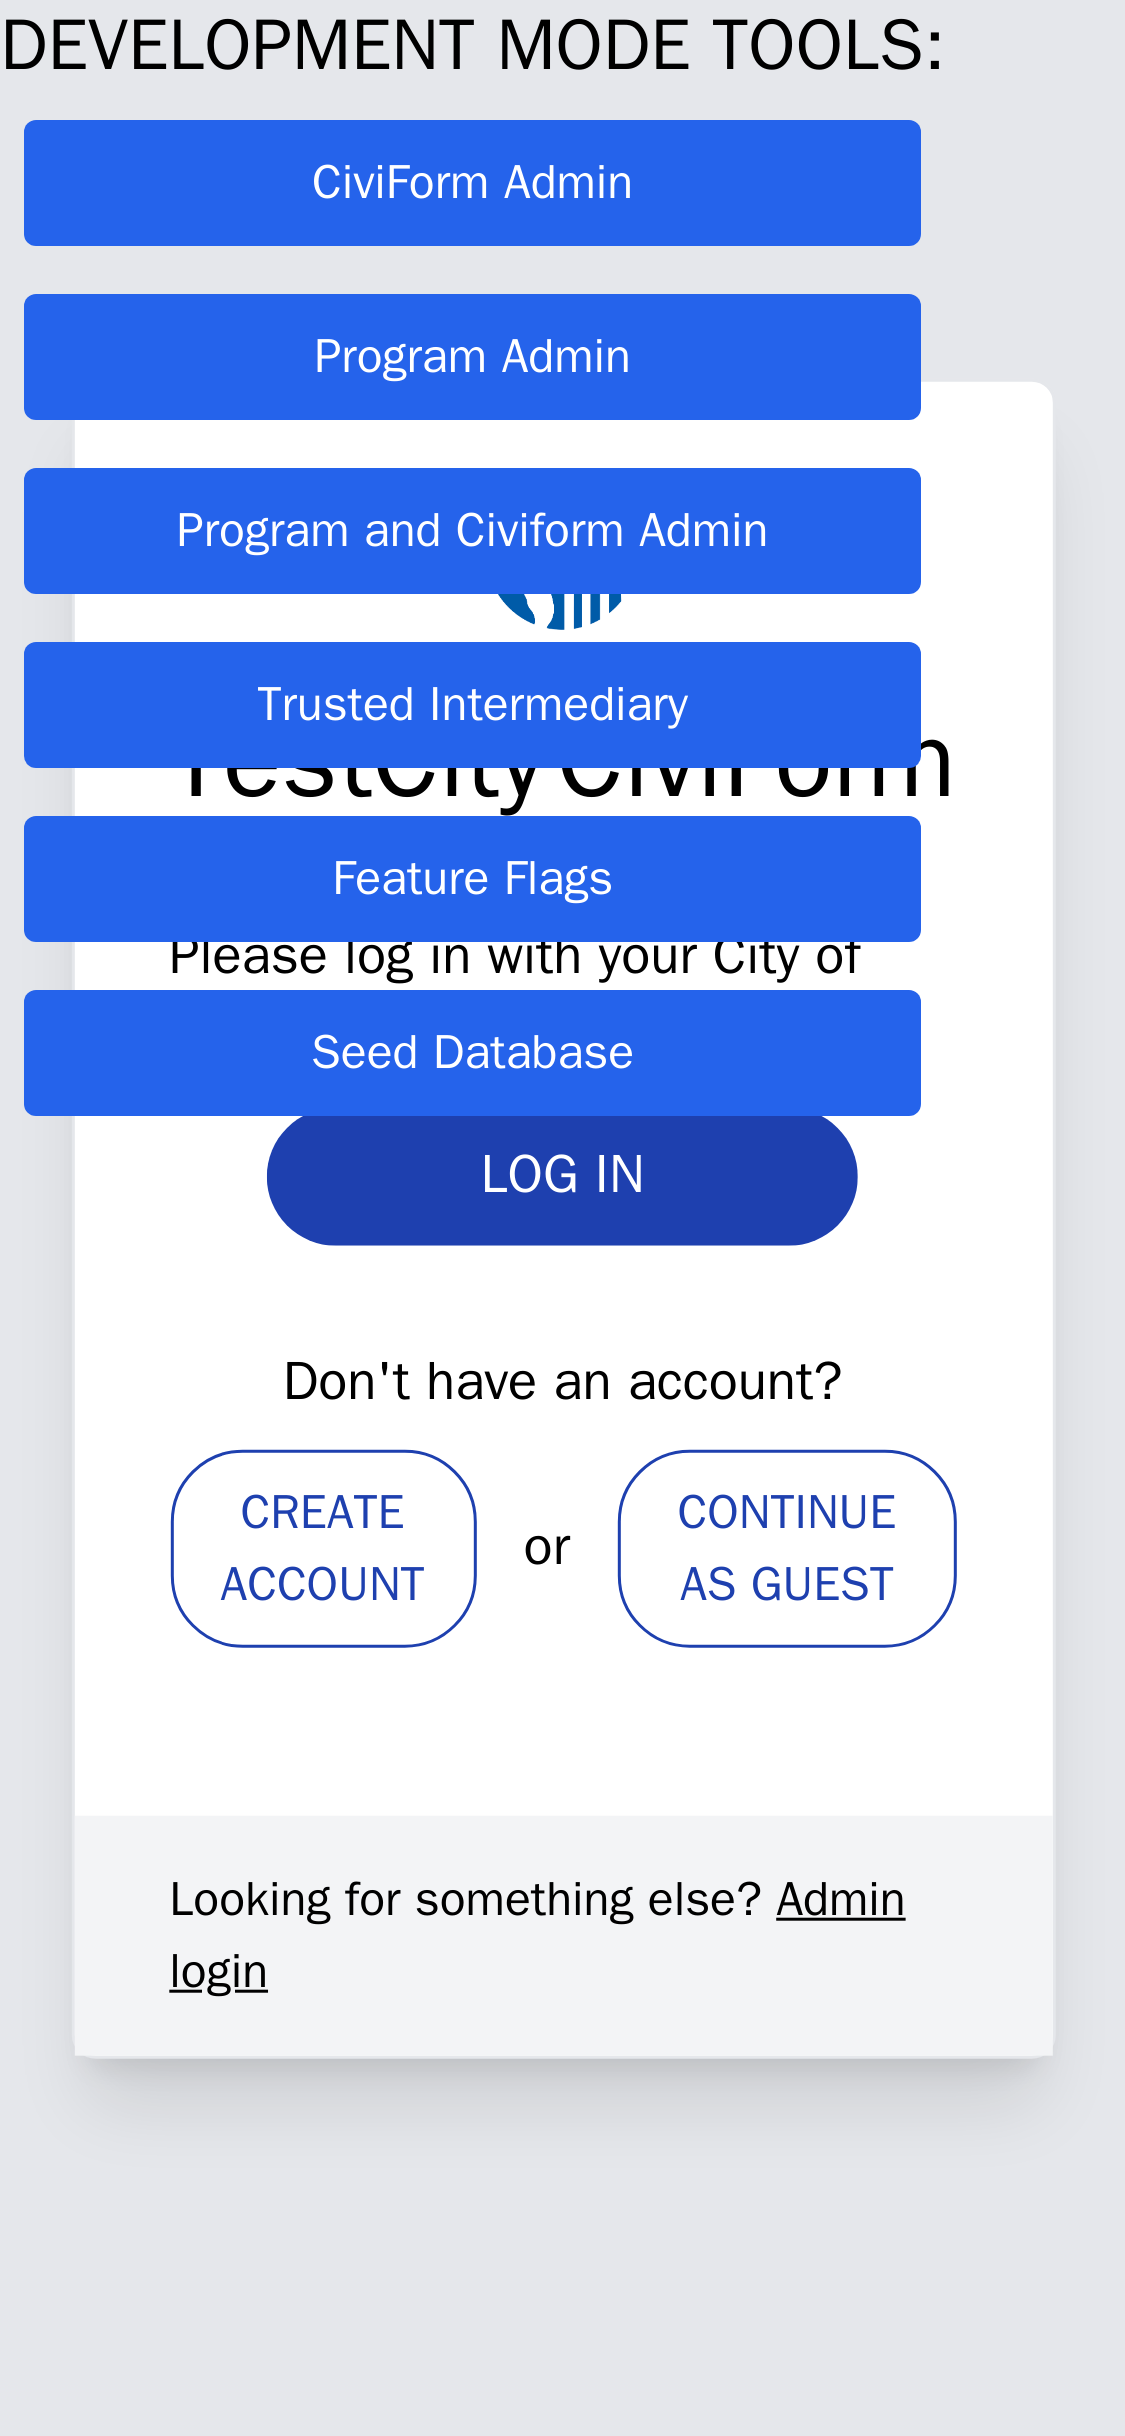 DEVELOPMENT MODE TOOLS:
CiviForm Admin
Program Admin
Program and Civiform Admin
Trusted Intermediary
TestCity CiviForm
Feature Flags
Please log in with your City of
Seed Database
LOG IN
Don't have an account?
CREATE
ACCOUNT
or
CONTINUE
AS GUEST
Looking for something else? Admin
login